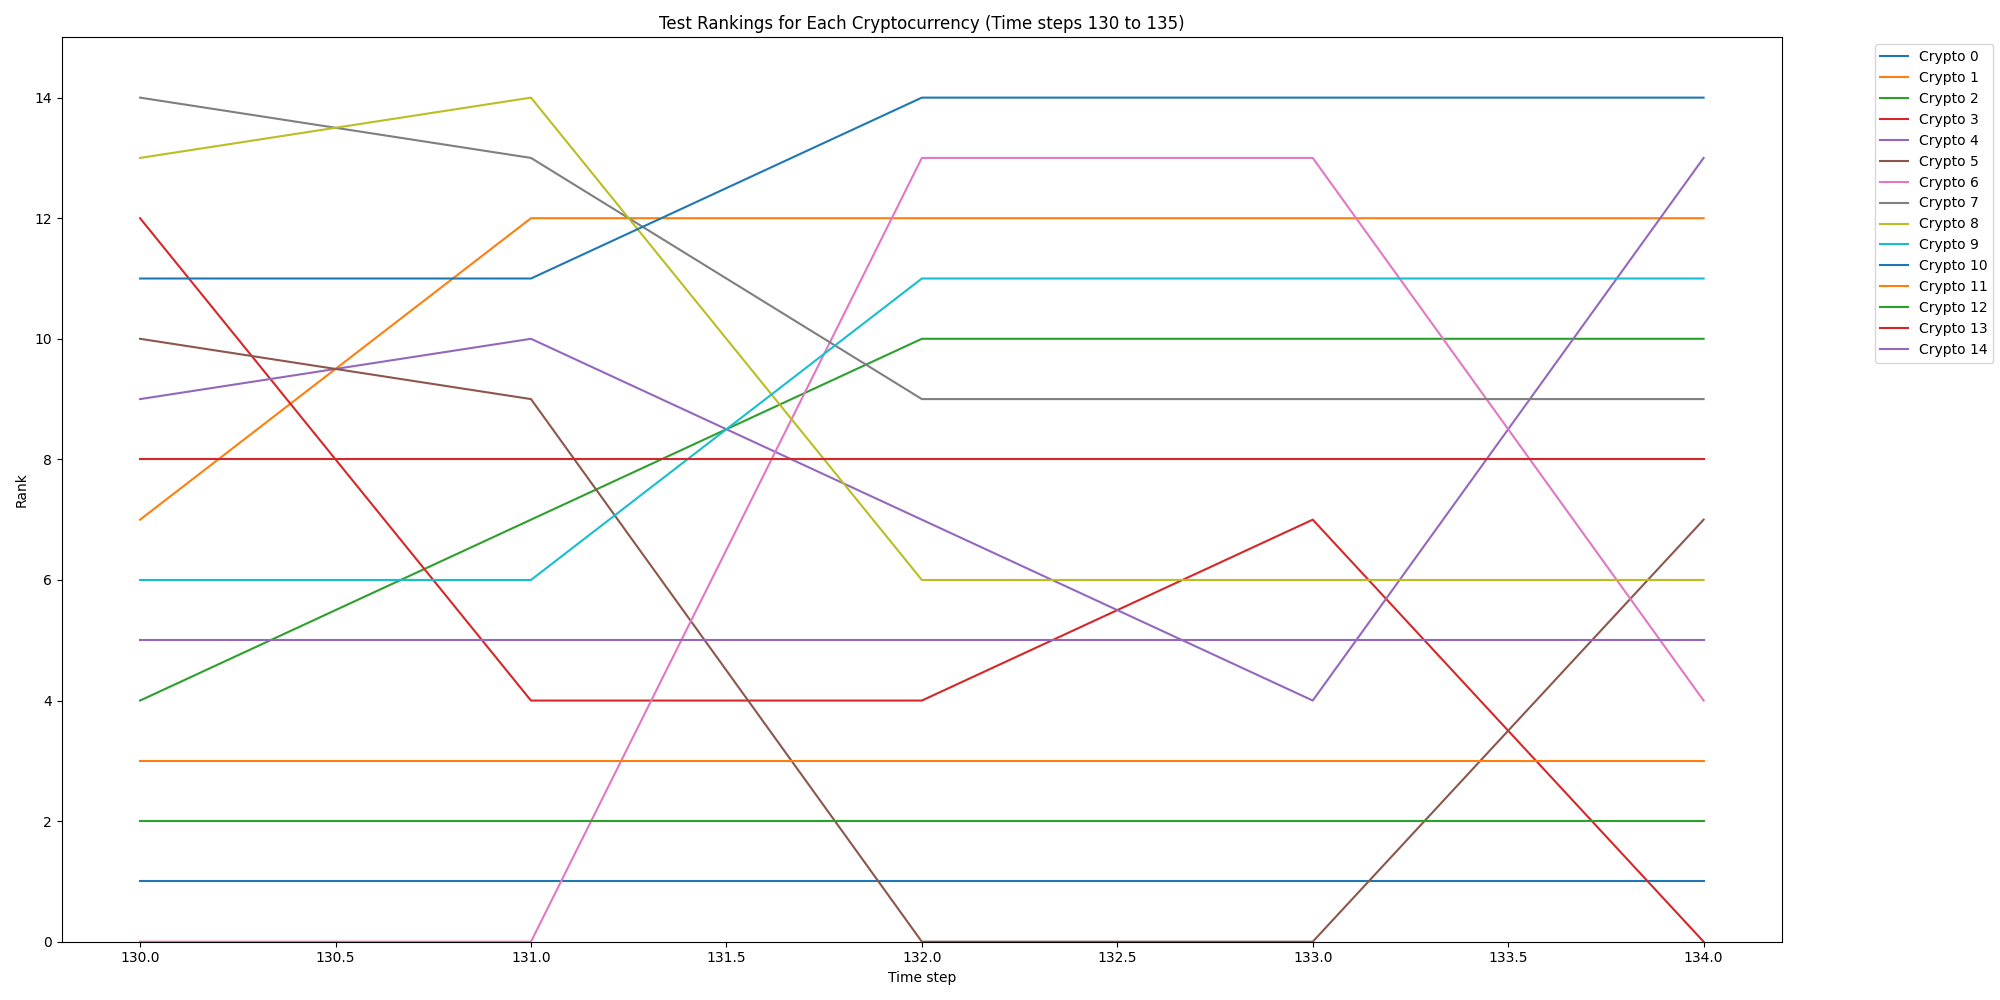 Test Rankings for Each Cryptocurrency (Time steps 130 to 135)
Rank
14
12
10
8
6
4
2
0
130.0
130.5
131.0
131.5
132.0
132.5
133.0
133.5
134.0
Time step
Crypto 0
Crypto 1
Crypto 2
Crypto 3
Crypto 4
Crypto 5
Crypto 6
Crypto 7
Crypto 8
Crypto 9
Crypto 10
Crypto 11
Crypto 12
Crypto 13
Crypto 14